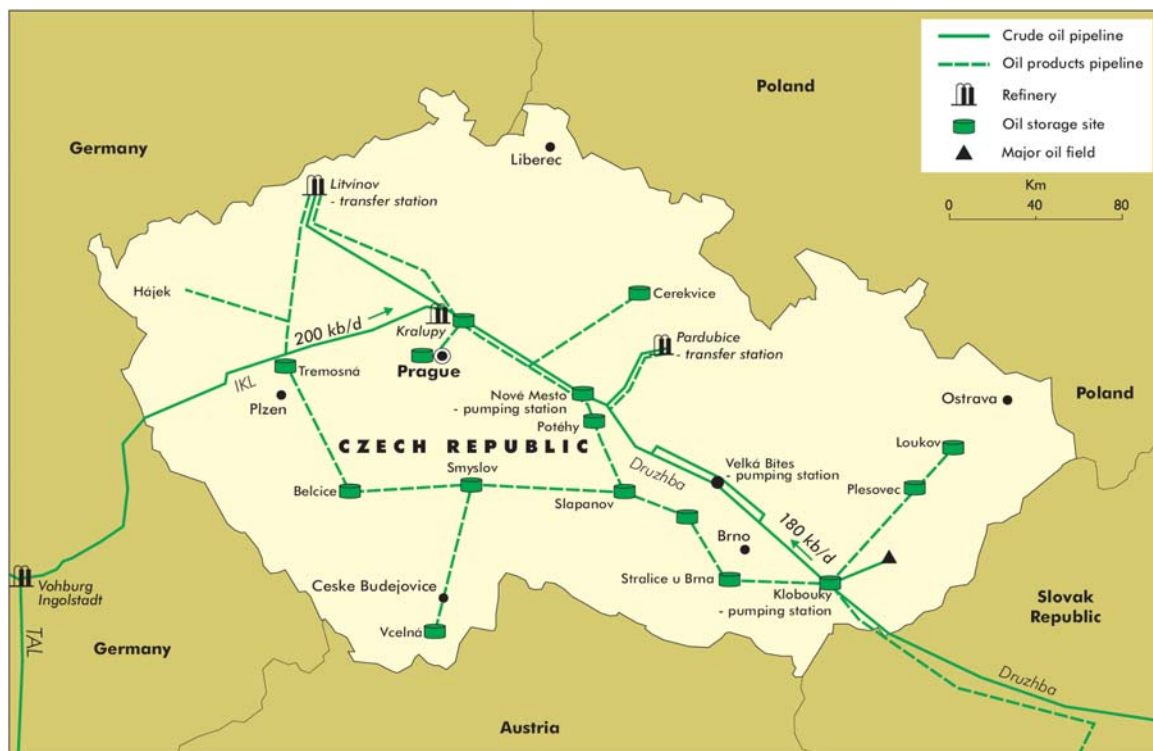 Crude oil pipeline
Oil products pipeline
Refinery
Oil storage site
Major oil field
Km
0 40 80
Poland
Germany
Liberec
Litvínov
- transfer station
Hájek
Cerekvice
200 kb/d
Kralupy
Pardubice
- transfer station
Prague
IKL
Tremosná
Plzen
Nové Mesto
- pumping station
Ostrava
Poland
Potéhy
Loukov
CZECH REPUBLIC
Druzhba
Velká Bítes
- pumping station
Smyslov
Plesovec
Belcice
Slapanov
180 kb/d
Brno
Vohburg
Ingolstadt
Ceske Budejovice
Stralice u Brna
Klobouky
- pumping station
Slovak
Republic
TAL
Vcelná
Germany
Druzhba
Austria